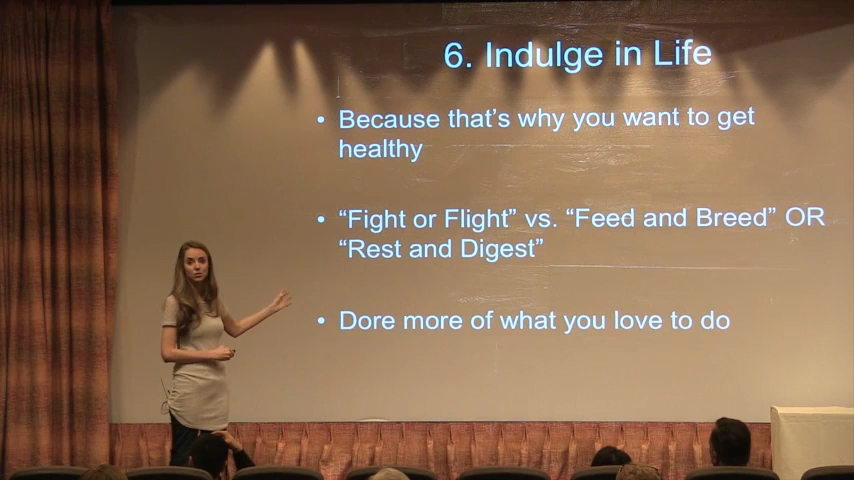 6. Indulge in Life
• Because that's why you want to get
healthy
• “Fight or Flight” vs. “Feed and Breed” OR
“Rest and Digest”
• Dore more of what you love to do